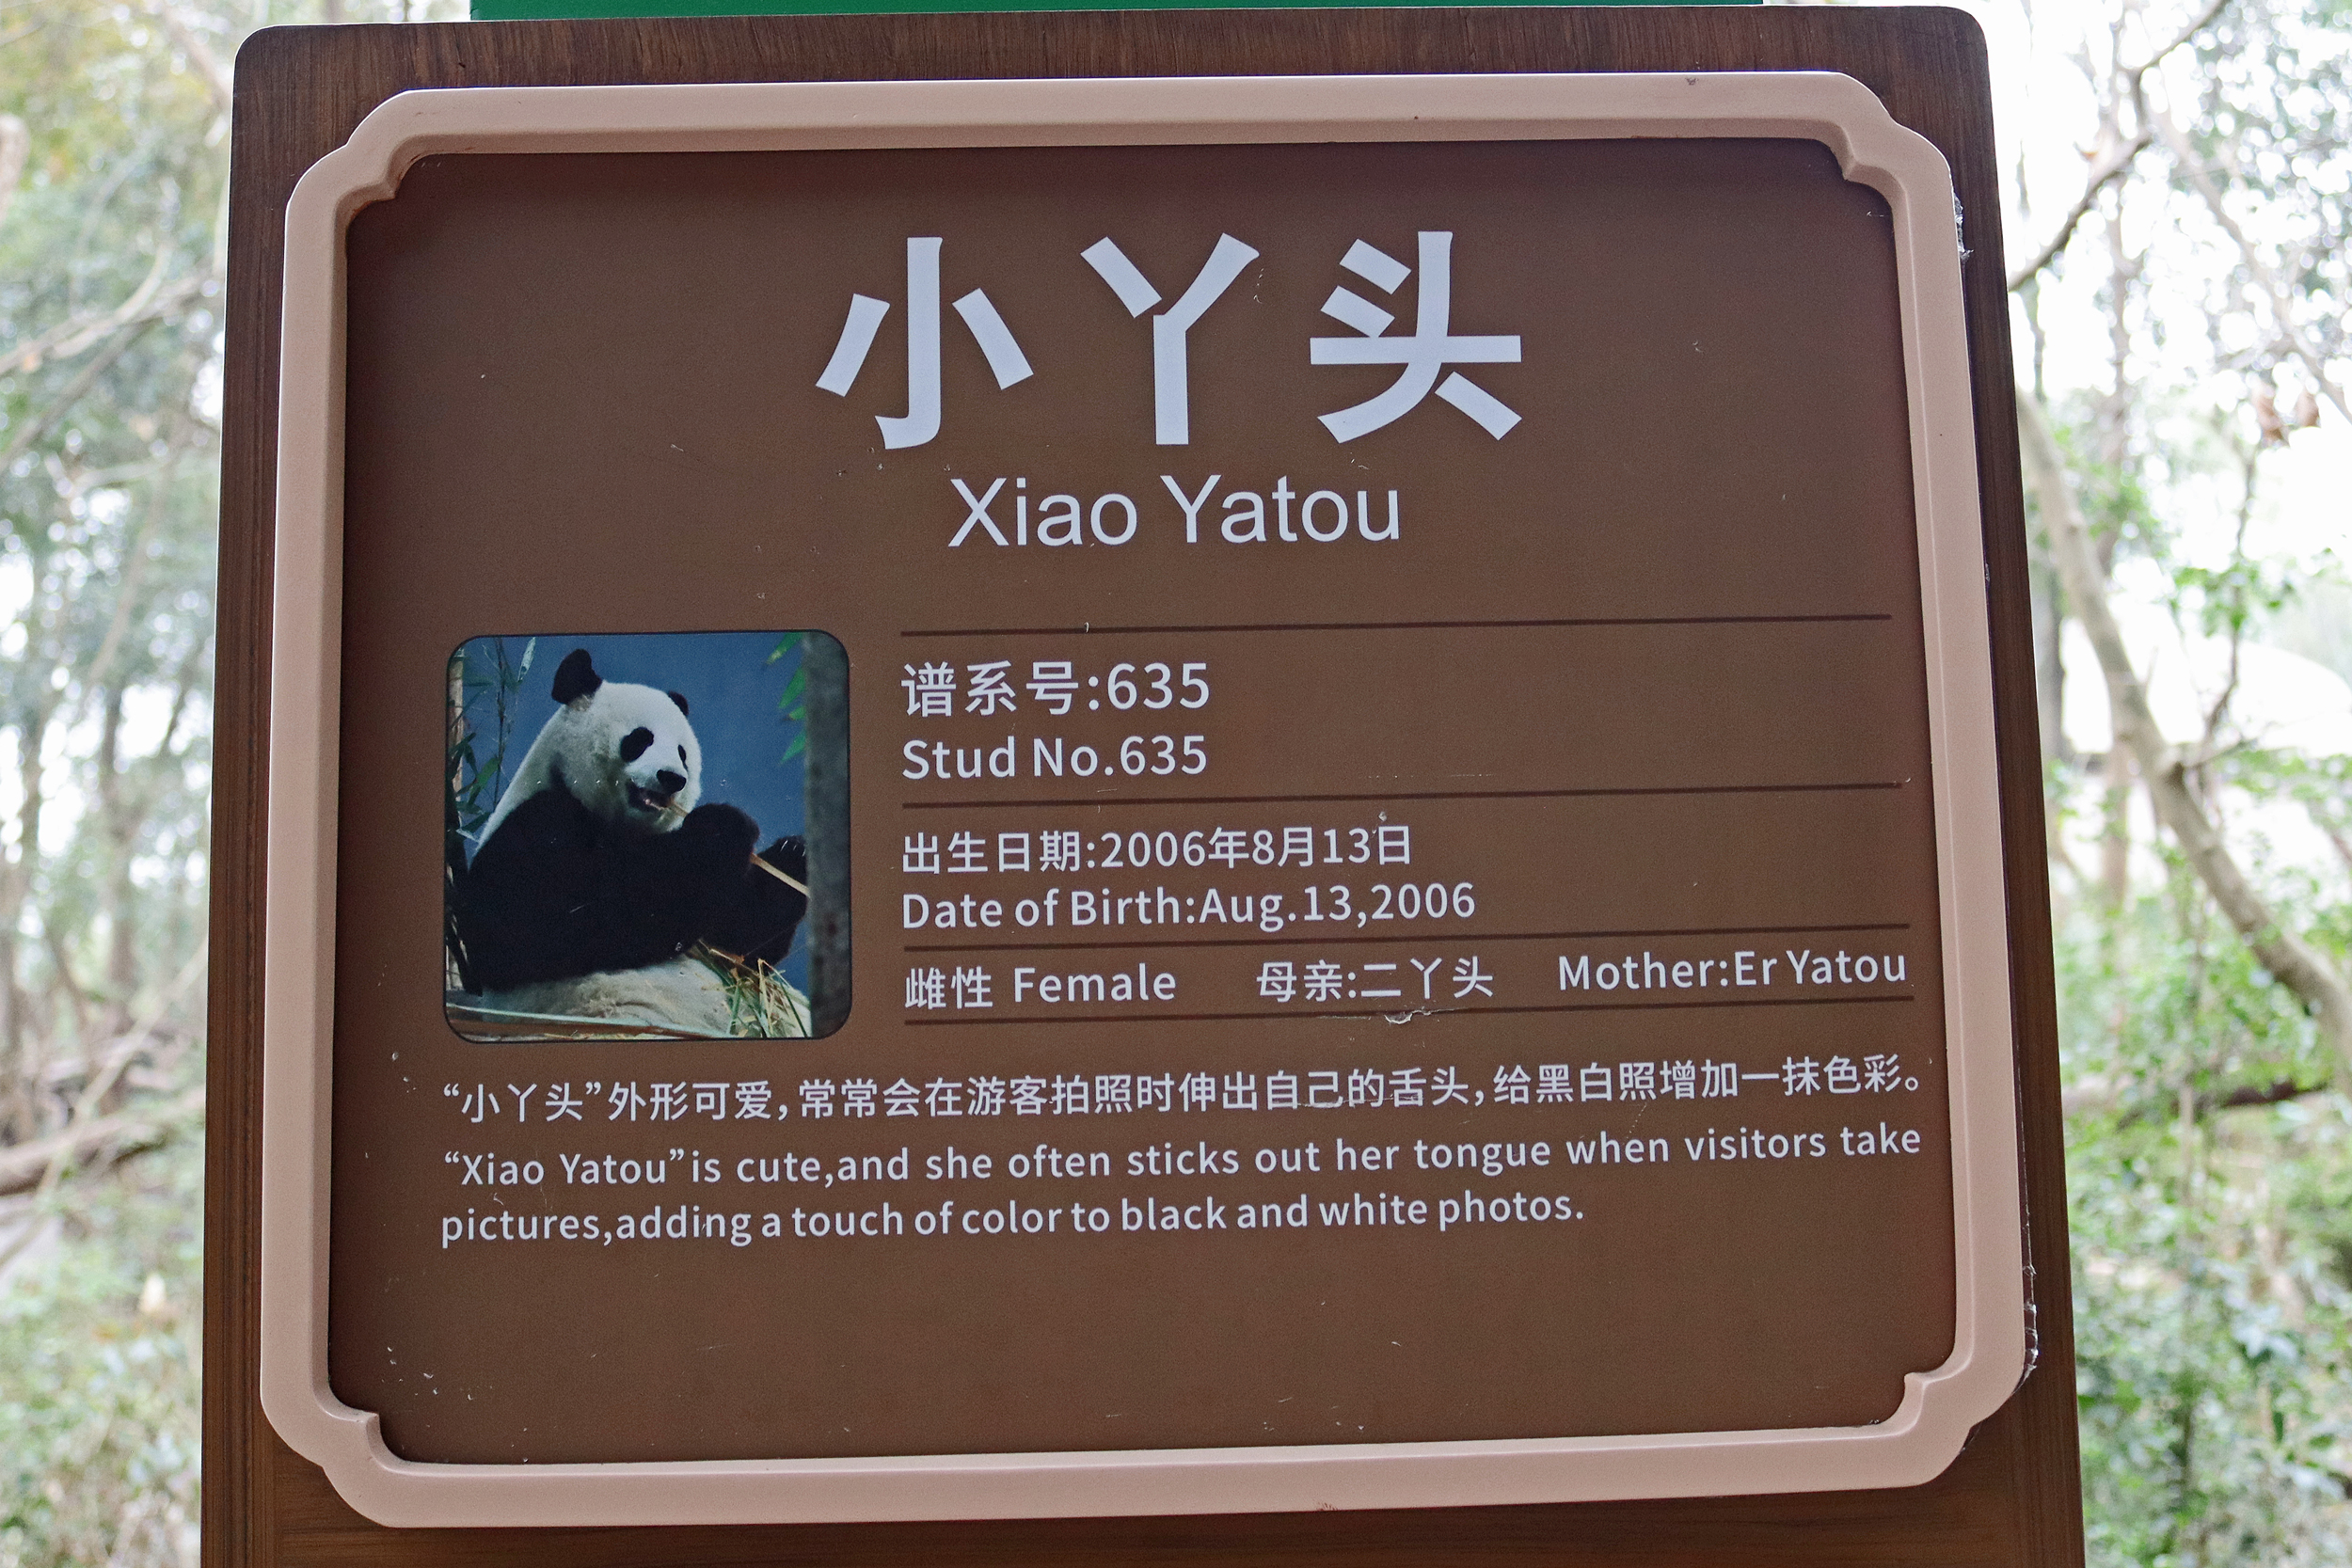 小丫头
Xiao Yatou
谱系号:635
Stud No.635
出生日期:2006年8月13日
Date of Birth:Aug.13,2006
雌性 Female 母亲:二丫头 Mother:Er Yatou
“小丫头”外形可爱,常常会在游客拍照时伸出自己的舌头,给黑白照增加一抹色彩。
“Xiao Yatou”is cute,and she often sticks out her tongue when visitors take
pictures,adding a touch of color to black and white photos.